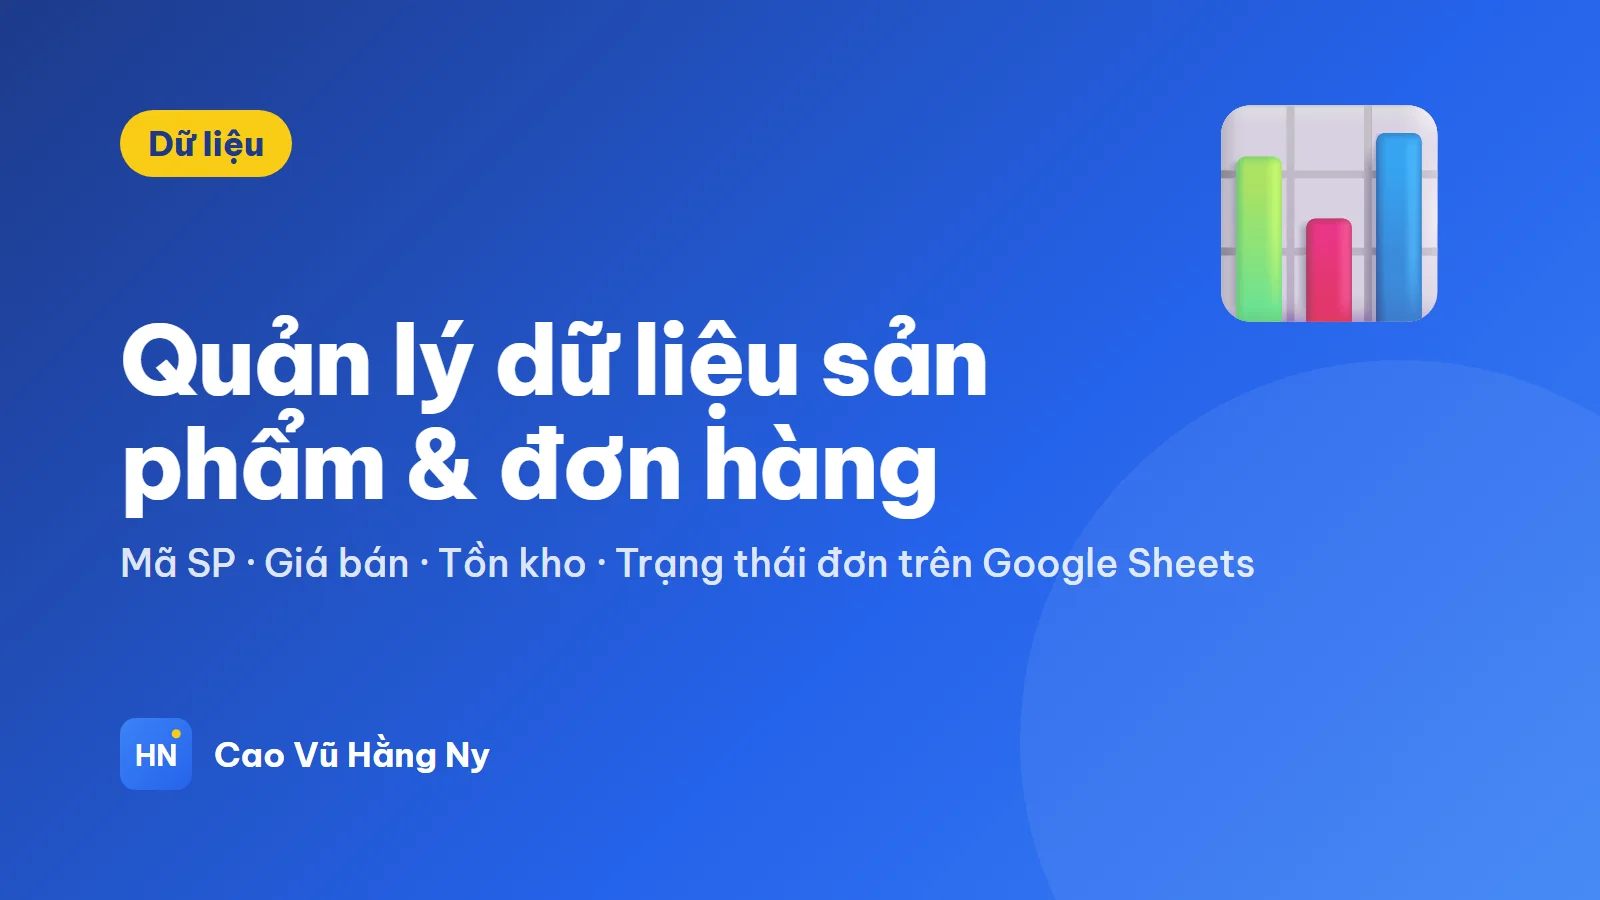 Dữ liệu
Quản lý dữ liệu sản
phẩm & đơn hàng
Mã SP · Giá bán · Tồn kho · Trạng thái đơn trên Google Sheets
HN
Cao Vũ Hằng Ny